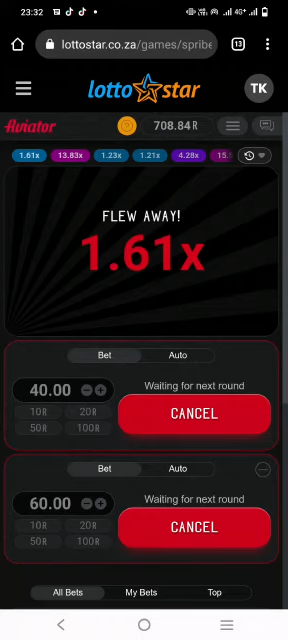 23:32
4G+
lottostar.co.za/games/spribe
13
lottostar
TK
Aviator
? 708.84R
1.61x 13.83x 1.23x 1.21x 4.28x 15.
FLEW AWAY!
1.61x
Bet Auto
40.00
Waiting for next round
10R 20R
50R 100R
CANCEL
Bet Auto
60.00
Waiting for next round
10R 20R
50R 100R
CANCEL
All Bets My Bets Top